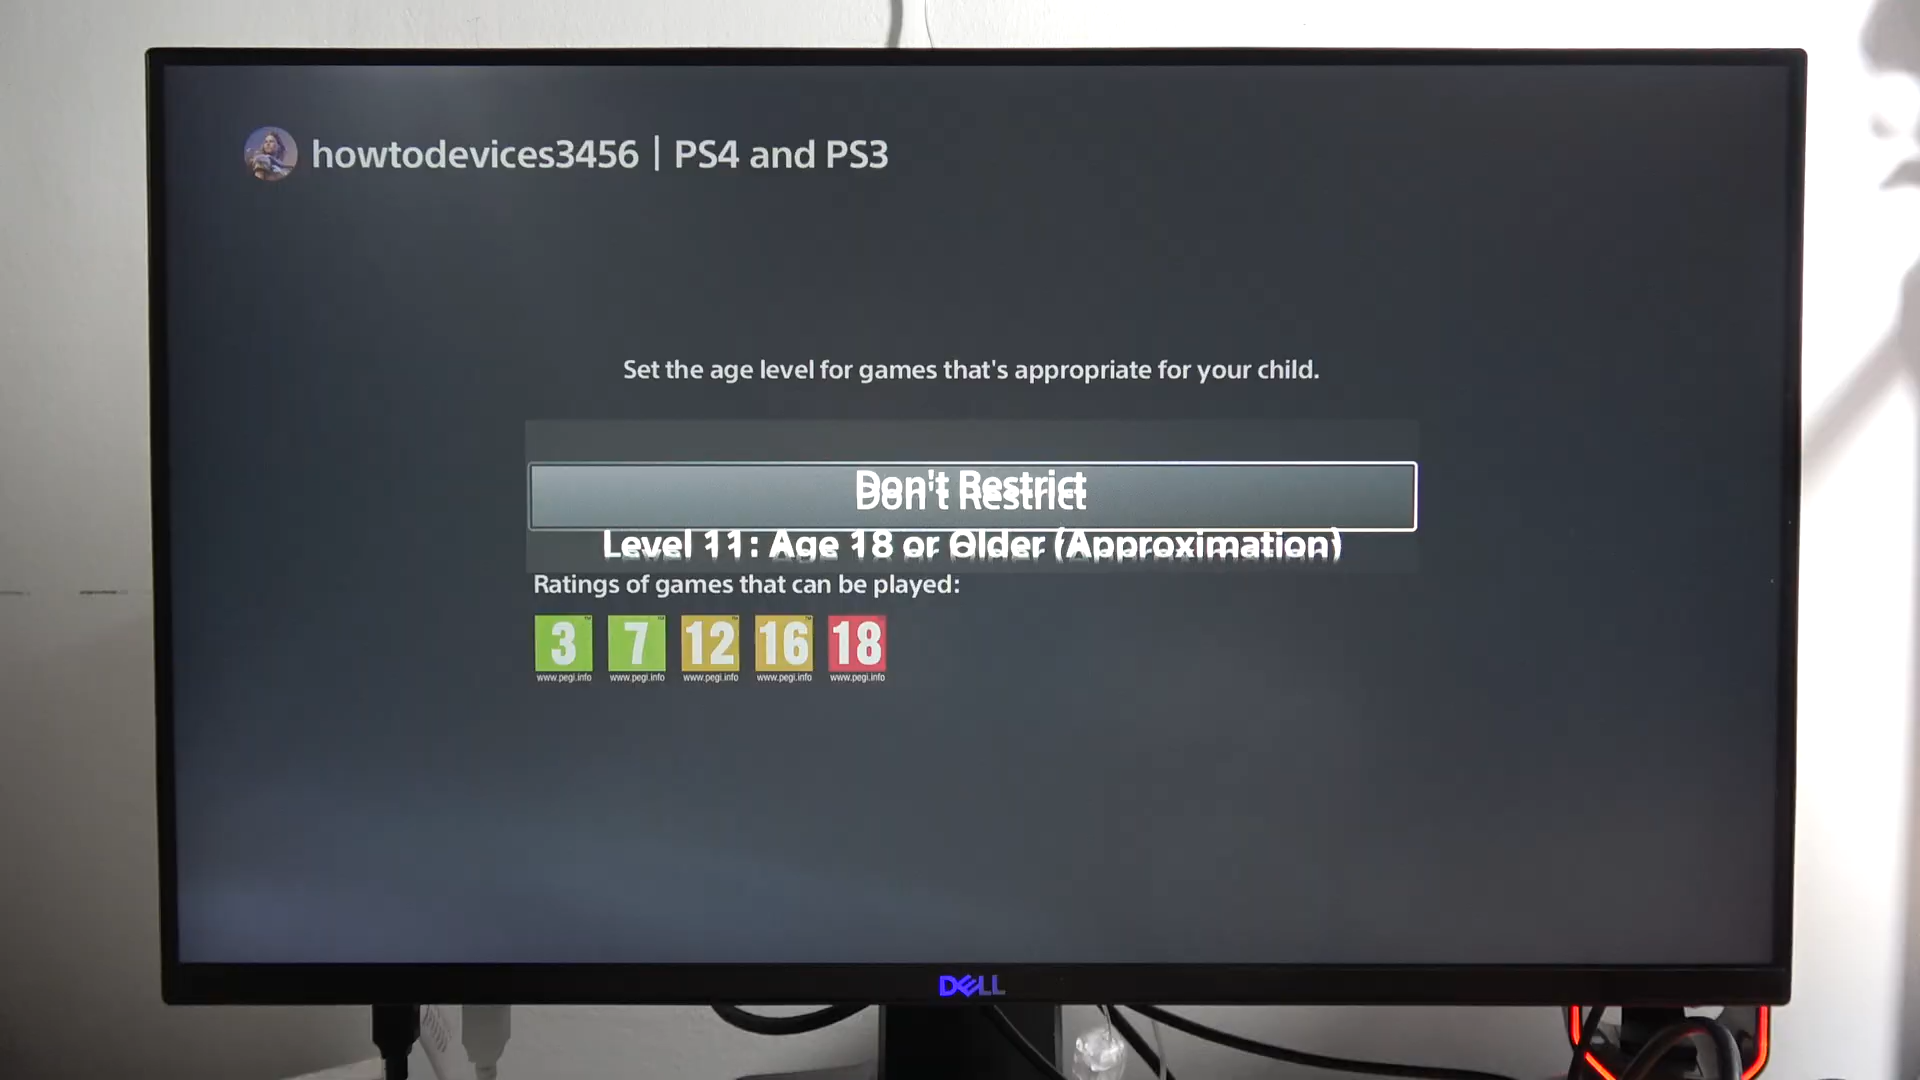 howtodevices3456 | PS4 and PS3
Set the age level for games that's appropriate for your child.
Don't Restrict
Level 11: Age 18 or Older (Approximation)
Ratings of games that can be played:
3 7 12 16 18
www.pegi.info www.pegi.info www.pegi.info www.pegi.info www.pegi.info
DELL